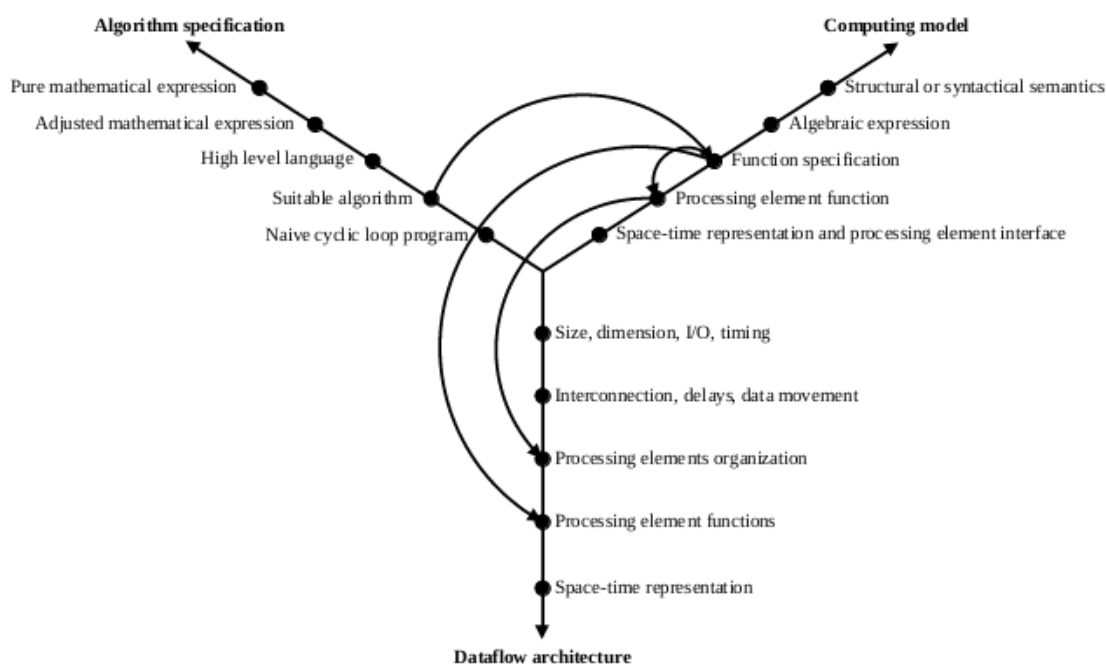 Algorithm specification
Computing model
Pure mathematical expression
Structural or syntactical semantics
Adjusted mathematical expression
Algebraic expression
High level language
Function specification
Suitable algorithm
Processing element function
Naive cyclic loop program
Space-time representation and processing element interface
Size, dimension, I/O, timing
Interconnection, delays, data movement
Processing elements organization
Processing element functions
Space-time representation
Dataflow architecture